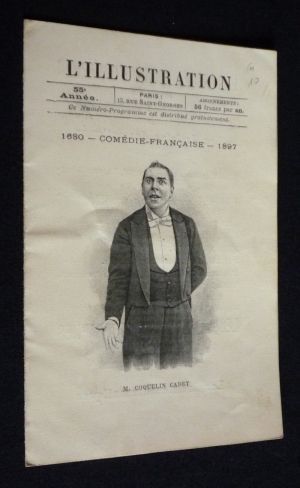 L'ILLUSTRATION
55e Année.
PARIS :
13, RUE SAINT-GEORGES
ABONNEMENTS :
36 francs par an.
Ce Numéro-Programme est distribué gratuitement.
1680 — COMÉDIE-FRANÇAISE — 1897
M. COQUELIN CADET